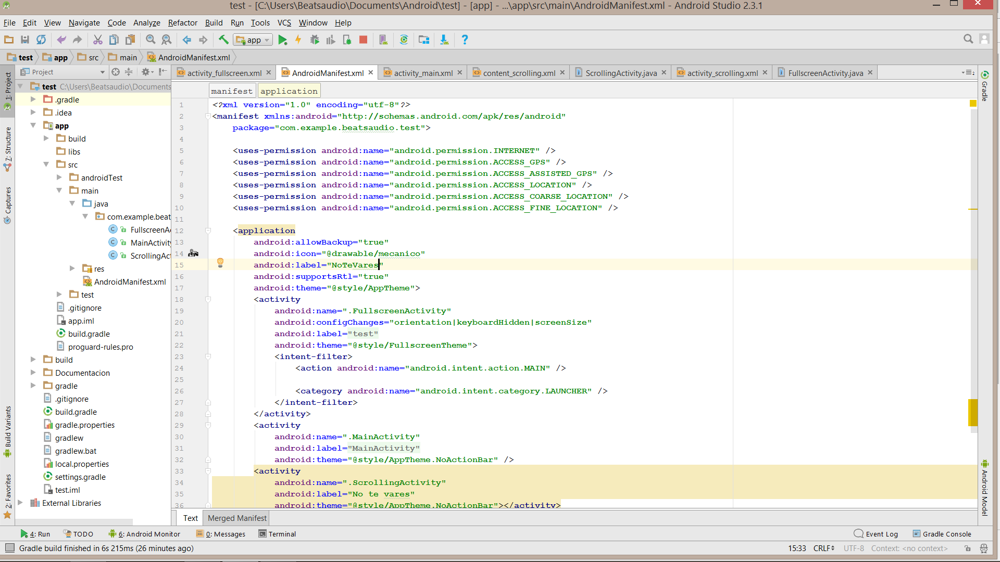 test - [C:\Users\Beatsaudio\Documents\Android\test] - [app] - ...\app\src\main\AndroidManifest.xml - Android Studio 2.3.1
File Edit View Navigate Code Analyze Refactor Build Run Tools VCS Window Help
app
test app src main AndroidManifest.xml
Project
activity_fullscreen.xml AndroidManifest.xml activity_main.xml content_scrolling.xml ScrollingActivity.java activity_scrolling.xml FullscreenActivity.java
1: Project
7: Structure
Captures
Build Variants
2: Favorites
test C:\Users\Beatsaudio\Documents
.gradle
.idea
app
build
libs
src
androidTest
main
java
com.example.beat
FullscreenA
MainActivity
ScrollingAct
res
AndroidManifest.xml
test
.gitignore
app.iml
build.gradle
proguard-rules.pro
build
Documentacion
gradle
.gitignore
build.gradle
gradle.properties
gradlew
gradlew.bat
local.properties
settings.gradle
test.iml
External Libraries
manifest application
1 <?xml version="1.0" encoding="utf-8"?>
2 <manifest xmlns:android="http://schemas.android.com/apk/res/android"
3 package="com.example.beatsaudio.test">
4
5 <uses-permission android:name="android.permission.INTERNET" />
6 <uses-permission android:name="android.permission.ACCESS_GPS" />
7 <uses-permission android:name="android.permission.ACCESS_ASSISTED_GPS" />
8 <uses-permission android:name="android.permission.ACCESS_LOCATION" />
9 <uses-permission android:name="android.permission.ACCESS_COARSE_LOCATION" />
10 <uses-permission android:name="android.permission.ACCESS_FINE_LOCATION" />
11
12 <application
13 android:allowBackup="true"
14 android:icon="@drawable/mecanico"
15 android:label="NoTeVares"
16 android:supportsRtl="true"
17 android:theme="@style/AppTheme">
18 <activity
19 android:name=".FullscreenActivity"
20 android:configChanges="orientation|keyboardHidden|screenSize"
21 android:label="test"
22 android:theme="@style/FullscreenTheme">
23 <intent-filter>
24 <action android:name="android.intent.action.MAIN" />
25
26 <category android:name="android.intent.category.LAUNCHER" />
27 </intent-filter>
28 </activity>
29 <activity
30 android:name=".MainActivity"
31 android:label="MainActivity"
32 android:theme="@style/AppTheme.NoActionBar" />
33 <activity
34 android:name=".ScrollingActivity"
35 android:label="No te vares"
36 android:theme="@style/AppTheme.NoActionBar"></activity>
2
Gradle
Android Model
Text Merged Manifest
4: Run TODO 6: Android Monitor 0: Messages Terminal Event Log Gradle Console
Gradle build finished in 6s 215ms (26 minutes ago) 15:33 CRLF UTF-8 Context: <no context>